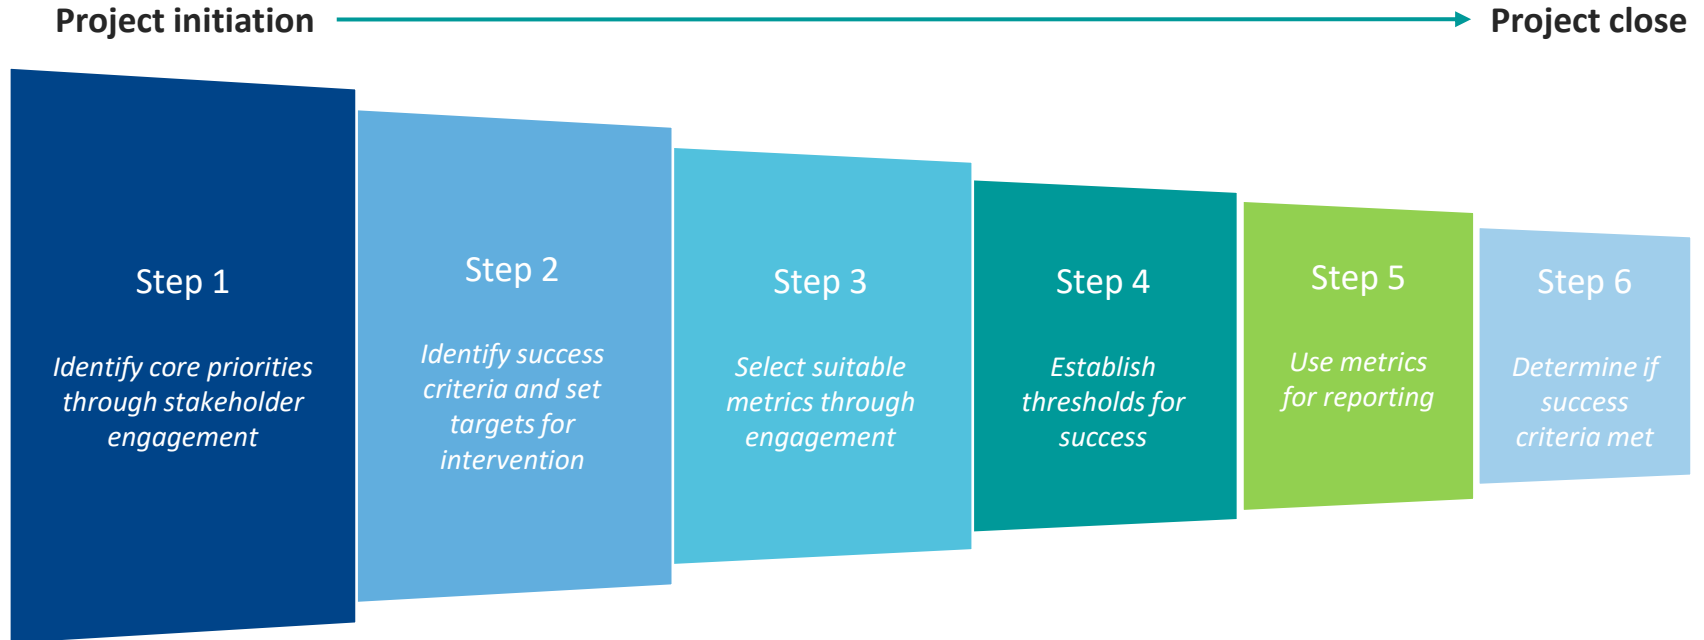 Project initiation
Project close
Step 1
Identify core priorities
through stakeholder
engagement
Step 2
Identify success
criteria and set
targets for
intervention
Step 3
Select suitable
metrics through
engagement
Step 4
Establish
thresholds for
success
Step 5
Use metrics
for reporting
Step 6
Determine if
success
criteria met